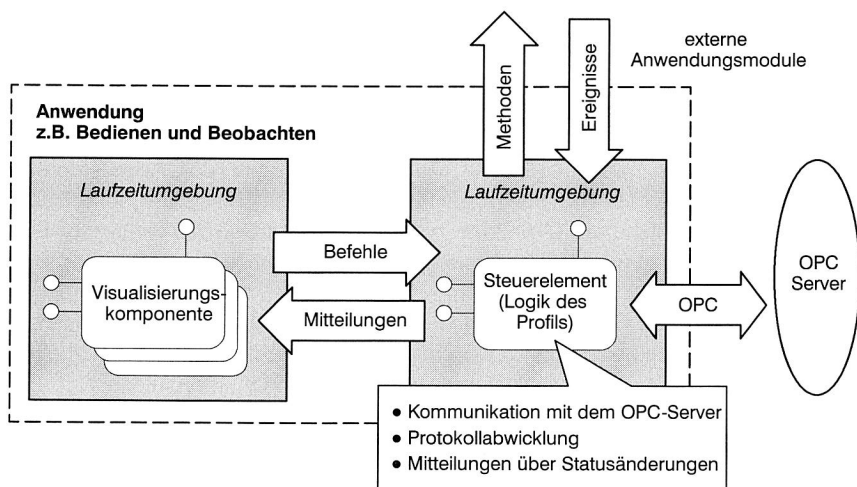 externe
Anwendungsmodule
Methoden
Ereignisse
Anwendung
z.B. Bedienen und Beobachten
Laufzeitumgebung
Laufzeitumgebung
Befehle
Visualisierungs-
komponente
Mitteilungen
Steuerelement
(Logik des
Profils)
OPC
OPC
Server
• Kommunikation mit dem OPC-Server
• Protokollabwicklung
• Mitteilungen über Statusänderungen